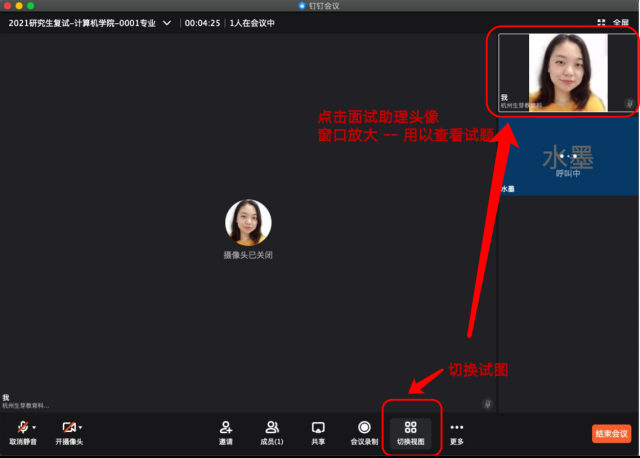 钉钉会议
2021研究生复试-计算机学院-0001专业
00:04:25
1人在会议中
全屏
我
杭州生芽教育科
点击面试助理头像
窗口放大 -- 用以查看试题
水墨
呼叫中
水墨
摄像头已关闭
切换试图
我
杭州生芽教育科...
取消静音
开摄像头
邀请
成员(1)
共享
会议录制
切换视图
更多
结束会议